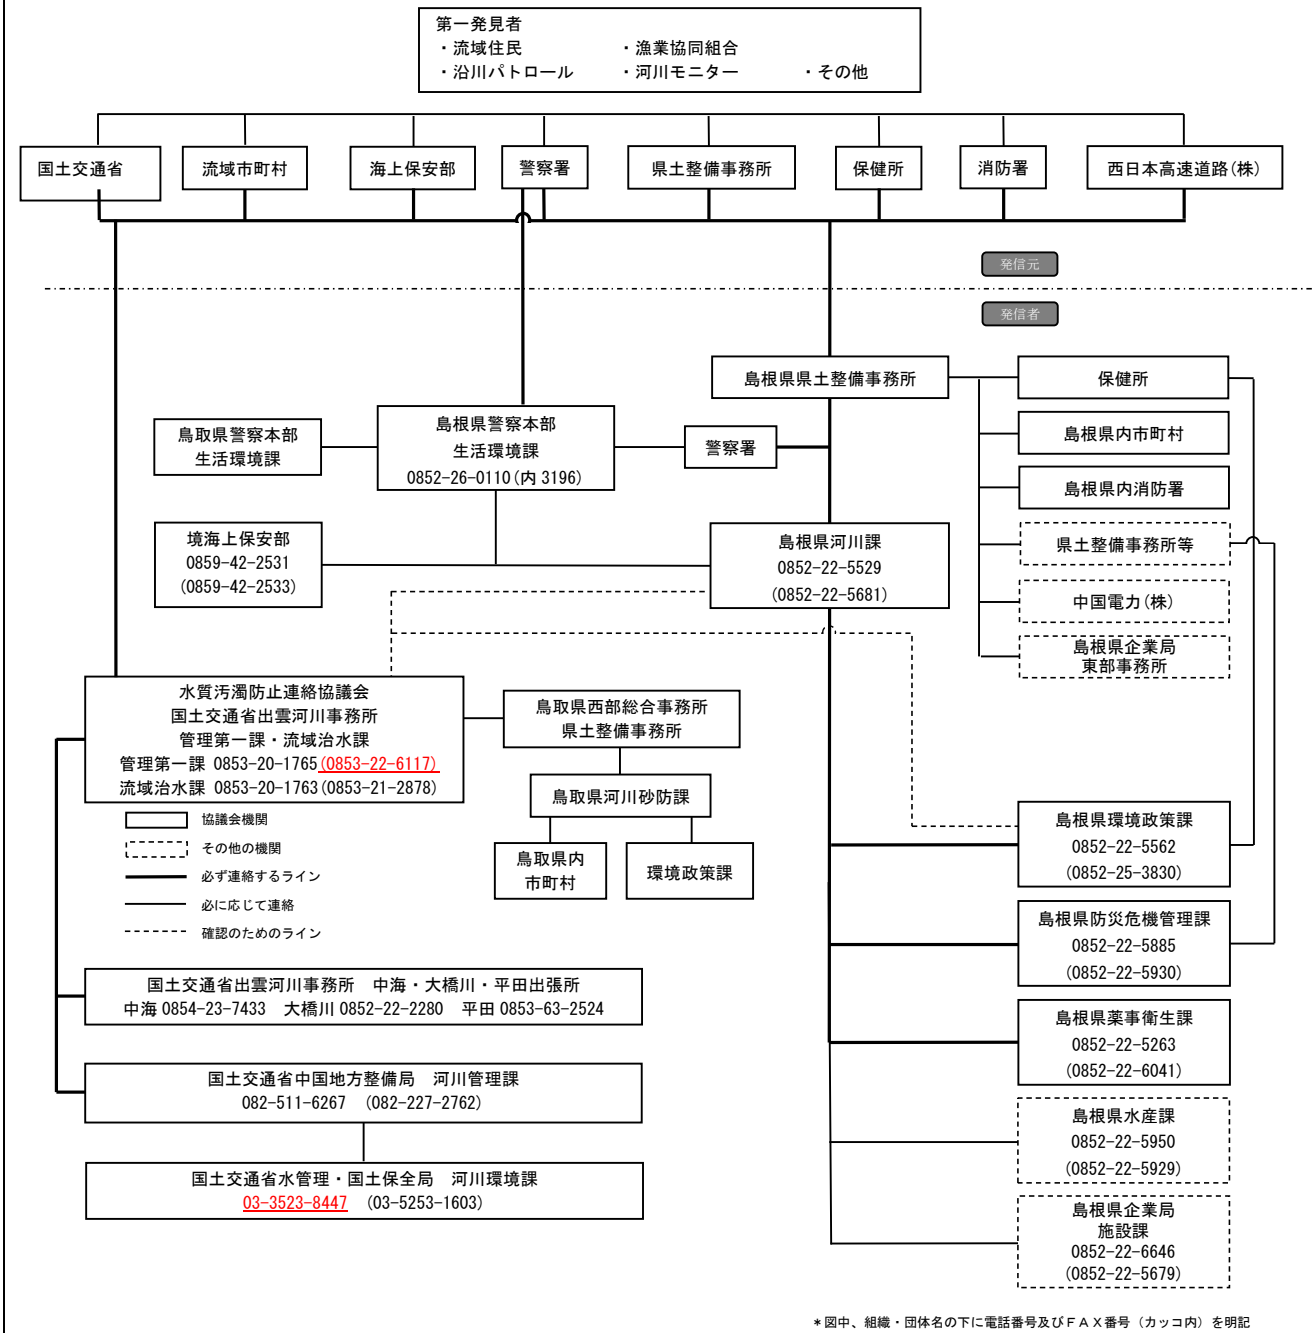 第一発見者
・流域住民　・漁業協同組合
・沿川パトロール　・河川モニター　・その他
国土交通省
流域市町村
海上保安部
警察署
県土整備事務所
保健所
消防署
西日本高速道路(株)
発信元
発信者
島根県県土整備事務所
保健所
島根県内市町村
島根県内消防署
県土整備事務所等
中国電力(株)
島根県企業局
東部事務所
鳥取県警察本部
生活環境課
島根県警察本部
生活環境課
0852-26-0110(内 3196)
警察署
境海上保安部
0859-42-2531
(0859-42-2533)
島根県河川課
0852-22-5529
(0852-22-5681)
水質汚濁防止連絡協議会
国土交通省出雲河川事務所
管理第一課・流域治水課
管理第一課 0853-20-1765(0853-22-6117)
流域治水課 0853-20-1763(0853-21-2878)
鳥取県西部総合事務所
県土整備事務所
鳥取県河川砂防課
鳥取県内
市町村
環境政策課
協議会機関
その他の機関
必ず連絡するライン
必に応じて連絡
確認のためのライン
国土交通省出雲河川事務所　中海・大橋川・平田出張所
中海 0854-23-7433　大橋川 0852-22-2280　平田 0853-63-2524
国土交通省中国地方整備局　河川管理課
082-511-6267　(082-227-2762)
国土交通省水管理・国土保全局　河川環境課
03-3523-8447　(03-5253-1603)
島根県環境政策課
0852-22-5562
(0852-25-3830)
島根県防災危機管理課
0852-22-5885
(0852-22-5930)
島根県薬事衛生課
0852-22-5263
(0852-22-6041)
島根県水産課
0852-22-5950
(0852-22-5929)
島根県企業局
施設課
0852-22-6646
(0852-22-5679)
＊図中、組織・団体名の下に電話番号及びＦＡＸ番号（カッコ内）を明記